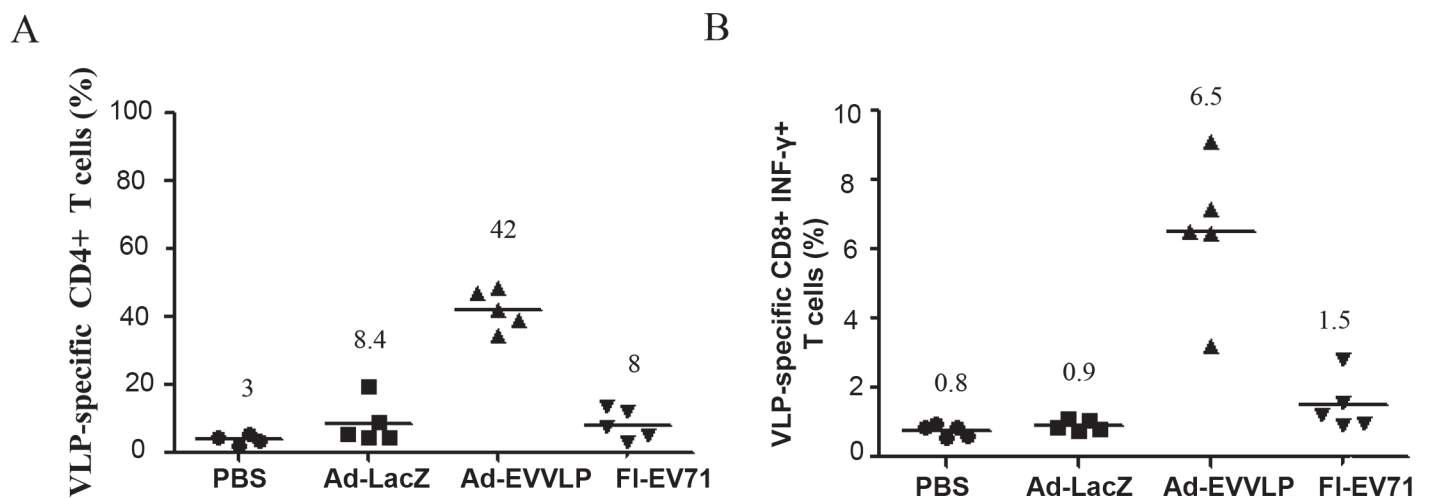 A
VLP-specific CD4+ T cells (%)
100
80
60
40
20
0
3
8.4
42
8
PBS
Ad-LacZ
Ad-EVVLP
FI-EV71
B
VLP-specific CD8+ INF-γ+
T cells (%)
10
8
6
4
2
0
0.8
0.9
6.5
1.5
PBS
Ad-LacZ
Ad-EVVLP
FI-EV71